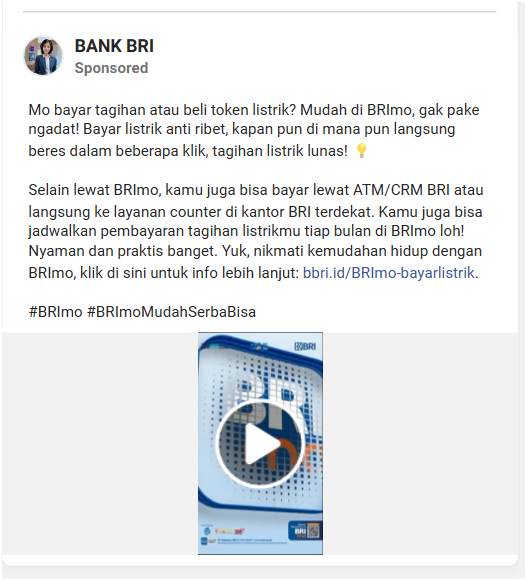 BANK BRI
Sponsored
Mo bayar tagihan atau beli token listrik? Mudah di BRImo, gak pake
ngadat! Bayar listrik anti ribet, kapan pun di mana pun langsung
beres dalam beberapa klik, tagihan listrik lunas! 💡
Selain lewat BRImo, kamu juga bisa bayar lewat ATM/CRM BRI atau
langsung ke layanan counter di kantor BRI terdekat. Kamu juga bisa
jadwalkan pembayaran tagihan listrikmu tiap bulan di BRImo loh!
Nyaman dan praktis banget. Yuk, nikmati kemudahan hidup dengan
BRImo, klik di sini untuk info lebih lanjut: bbri.id/BRImo-bayarlistrik.
#BRImo #BRImoMudahSerbaBisa
BRI
BRI
BRI